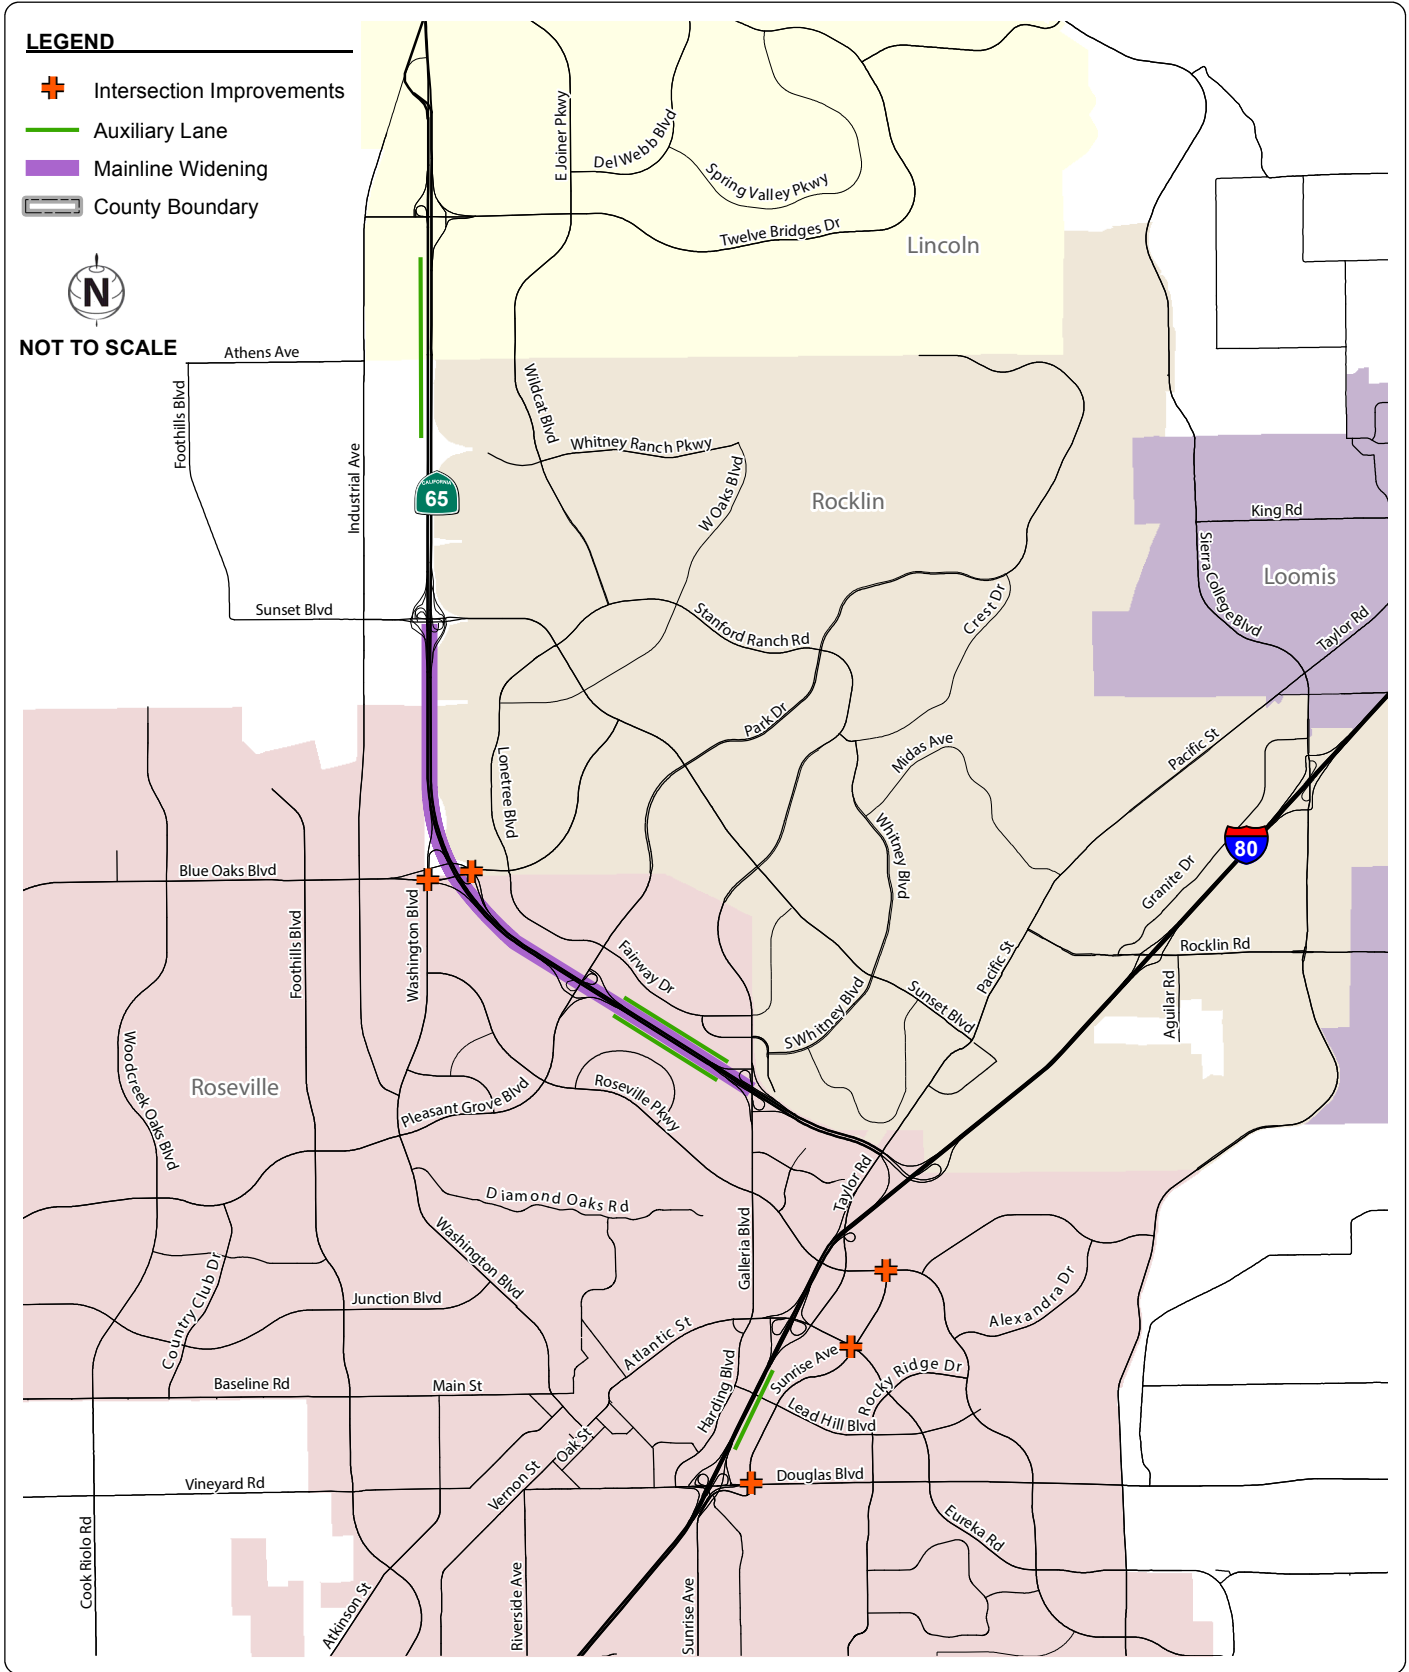 LEGEND
Intersection Improvements
Auxiliary Lane
Mainline Widening
County Boundary
N
NOT TO SCALE
E Joiner Pkwy
Del Webb Blvd
Spring Valley Pkwy
Twelve Bridges Dr
Lincoln
Athens Ave
Foothills Blvd
Industrial Ave
Wildcat Blvd
Whitney Ranch Pkwy
W Oaks Blvd
CALIFORNIA
65
Rocklin
King Rd
Sierra College Blvd
Loomis
Taylor Rd
Sunset Blvd
Stanford Ranch Rd
Crest Dr
Park Dr
Midas Ave
Pacific St
Lonetree Blvd
Whitney Blvd
80
Granite Dr
Blue Oaks Blvd
Washington Blvd
Foothills Blvd
Fairway Dr
Pacific St
Rocklin Rd
Aguilar Rd
Sunset Blvd
S Whitney Blvd
Woodcreek Oaks Blvd
Roseville
Pleasant Grove Blvd
Roseville Pkwy
Taylor Rd
Diamond Oaks Rd
Washington Blvd
Galleria Blvd
Country Club Dr
Junction Blvd
Alexandra Dr
Atlantic St
Sunrise Ave
Rocky Ridge Dr
Harding Blvd
Lead Hill Blvd
Baseline Rd
Main St
Oak St
Vernon St
Douglas Blvd
Vineyard Rd
Eureka Rd
Cook Riolo Rd
Atkinson St
Riverside Ave
Sunrise Ave